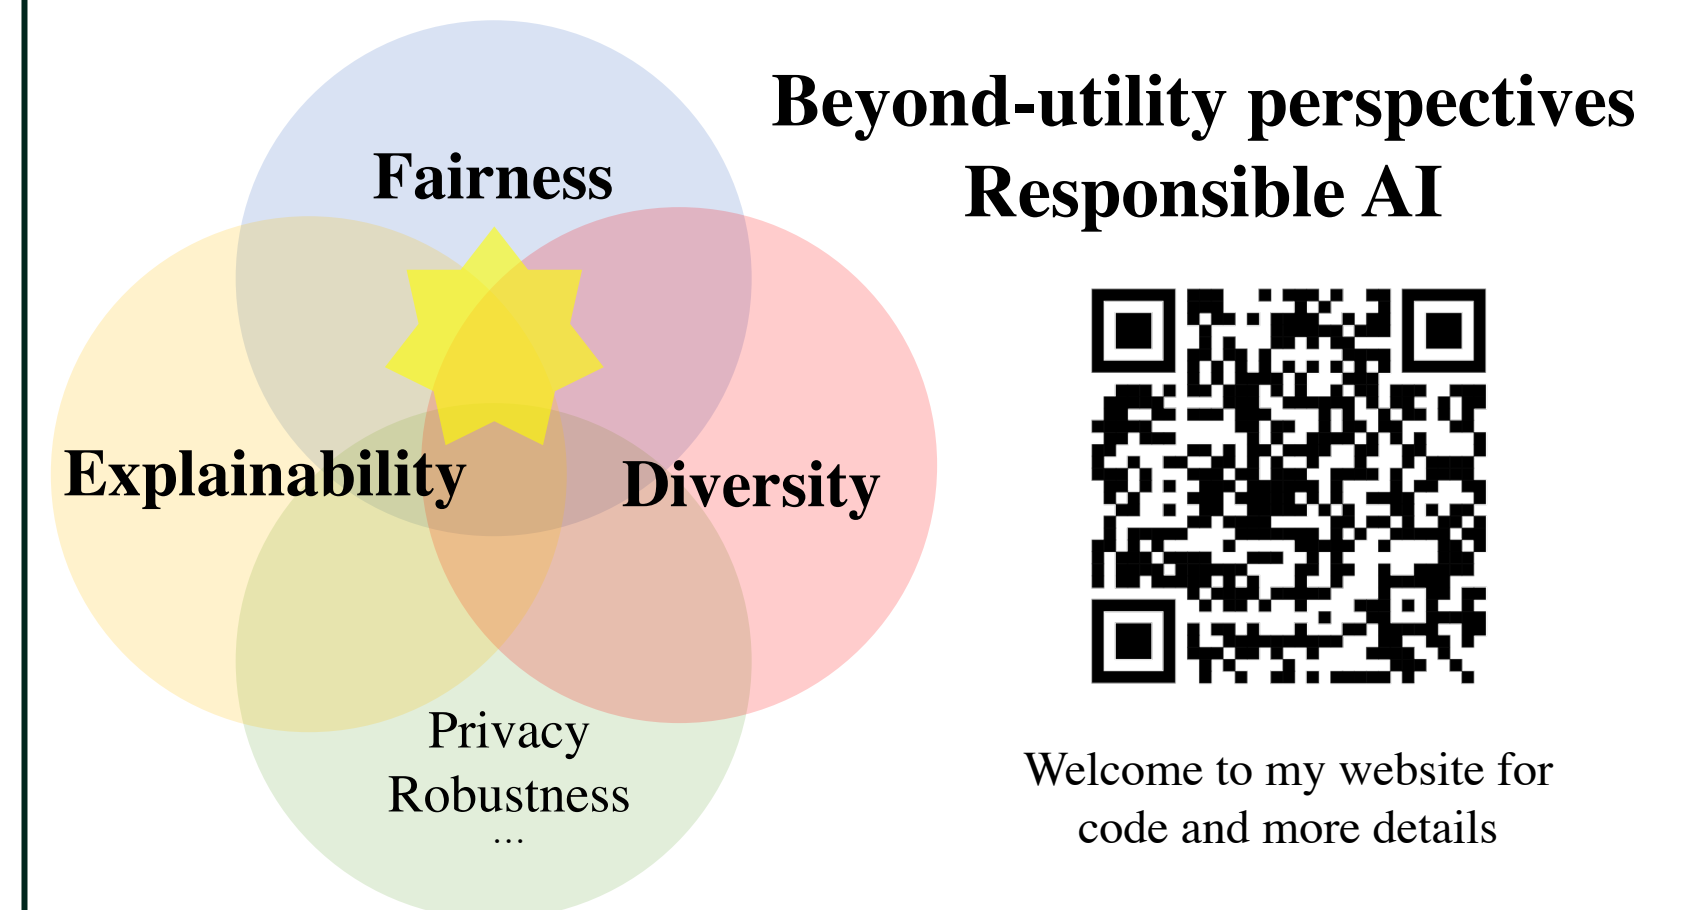 Beyond-utility perspectives
Responsible AI
Fairness
Explainability
Diversity
Privacy
Robustness
...
Welcome to my website for
code and more details